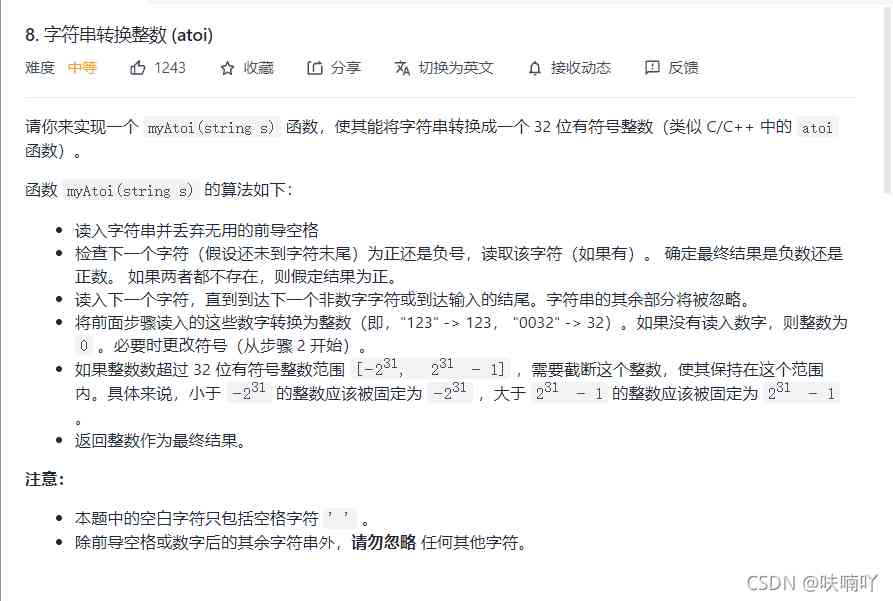 8. 字符串转换整数 (atoi)
难度 中等 1243 收藏 分享 切换为英文 接收动态 反馈
请你来实现一个 myAtoi(string s) 函数，使其能将字符串转换成一个 32 位有符号整数（类似 C/C++ 中的 atoi
函数）。
函数 myAtoi(string s) 的算法如下：
• 读入字符串并丢弃无用的前导空格
• 检查下一个字符（假设还未到字符末尾）为正还是负号，读取该字符（如果有）。 确定最终结果是负数还是
正数。 如果两者都不存在，则假定结果为正。
• 读入下一个字符，直到到达下一个非数字字符或到达输入的结尾。字符串的其余部分将被忽略。
• 将前面步骤读入的这些数字转换为整数（即，"123" -> 123， "0032" -> 32）。如果没有读入数字，则整数为
0 。必要时更改符号（从步骤 2 开始）。
• 如果整数数超过 32 位有符号整数范围 [−2³¹, 2³¹ − 1] ，需要截断这个整数，使其保持在这个范围
内。具体来说，小于 −2³¹ 的整数应该被固定为 −2³¹ ，大于 2³¹ − 1 的整数应该被固定为 2³¹ − 1
。
• 返回整数作为最终结果。
注意：
• 本题中的空白字符只包括空格字符 ' ' 。
• 除前导空格或数字后的其余字符串外，请勿忽略 任何其他字符。
CSDN @呋喃吖